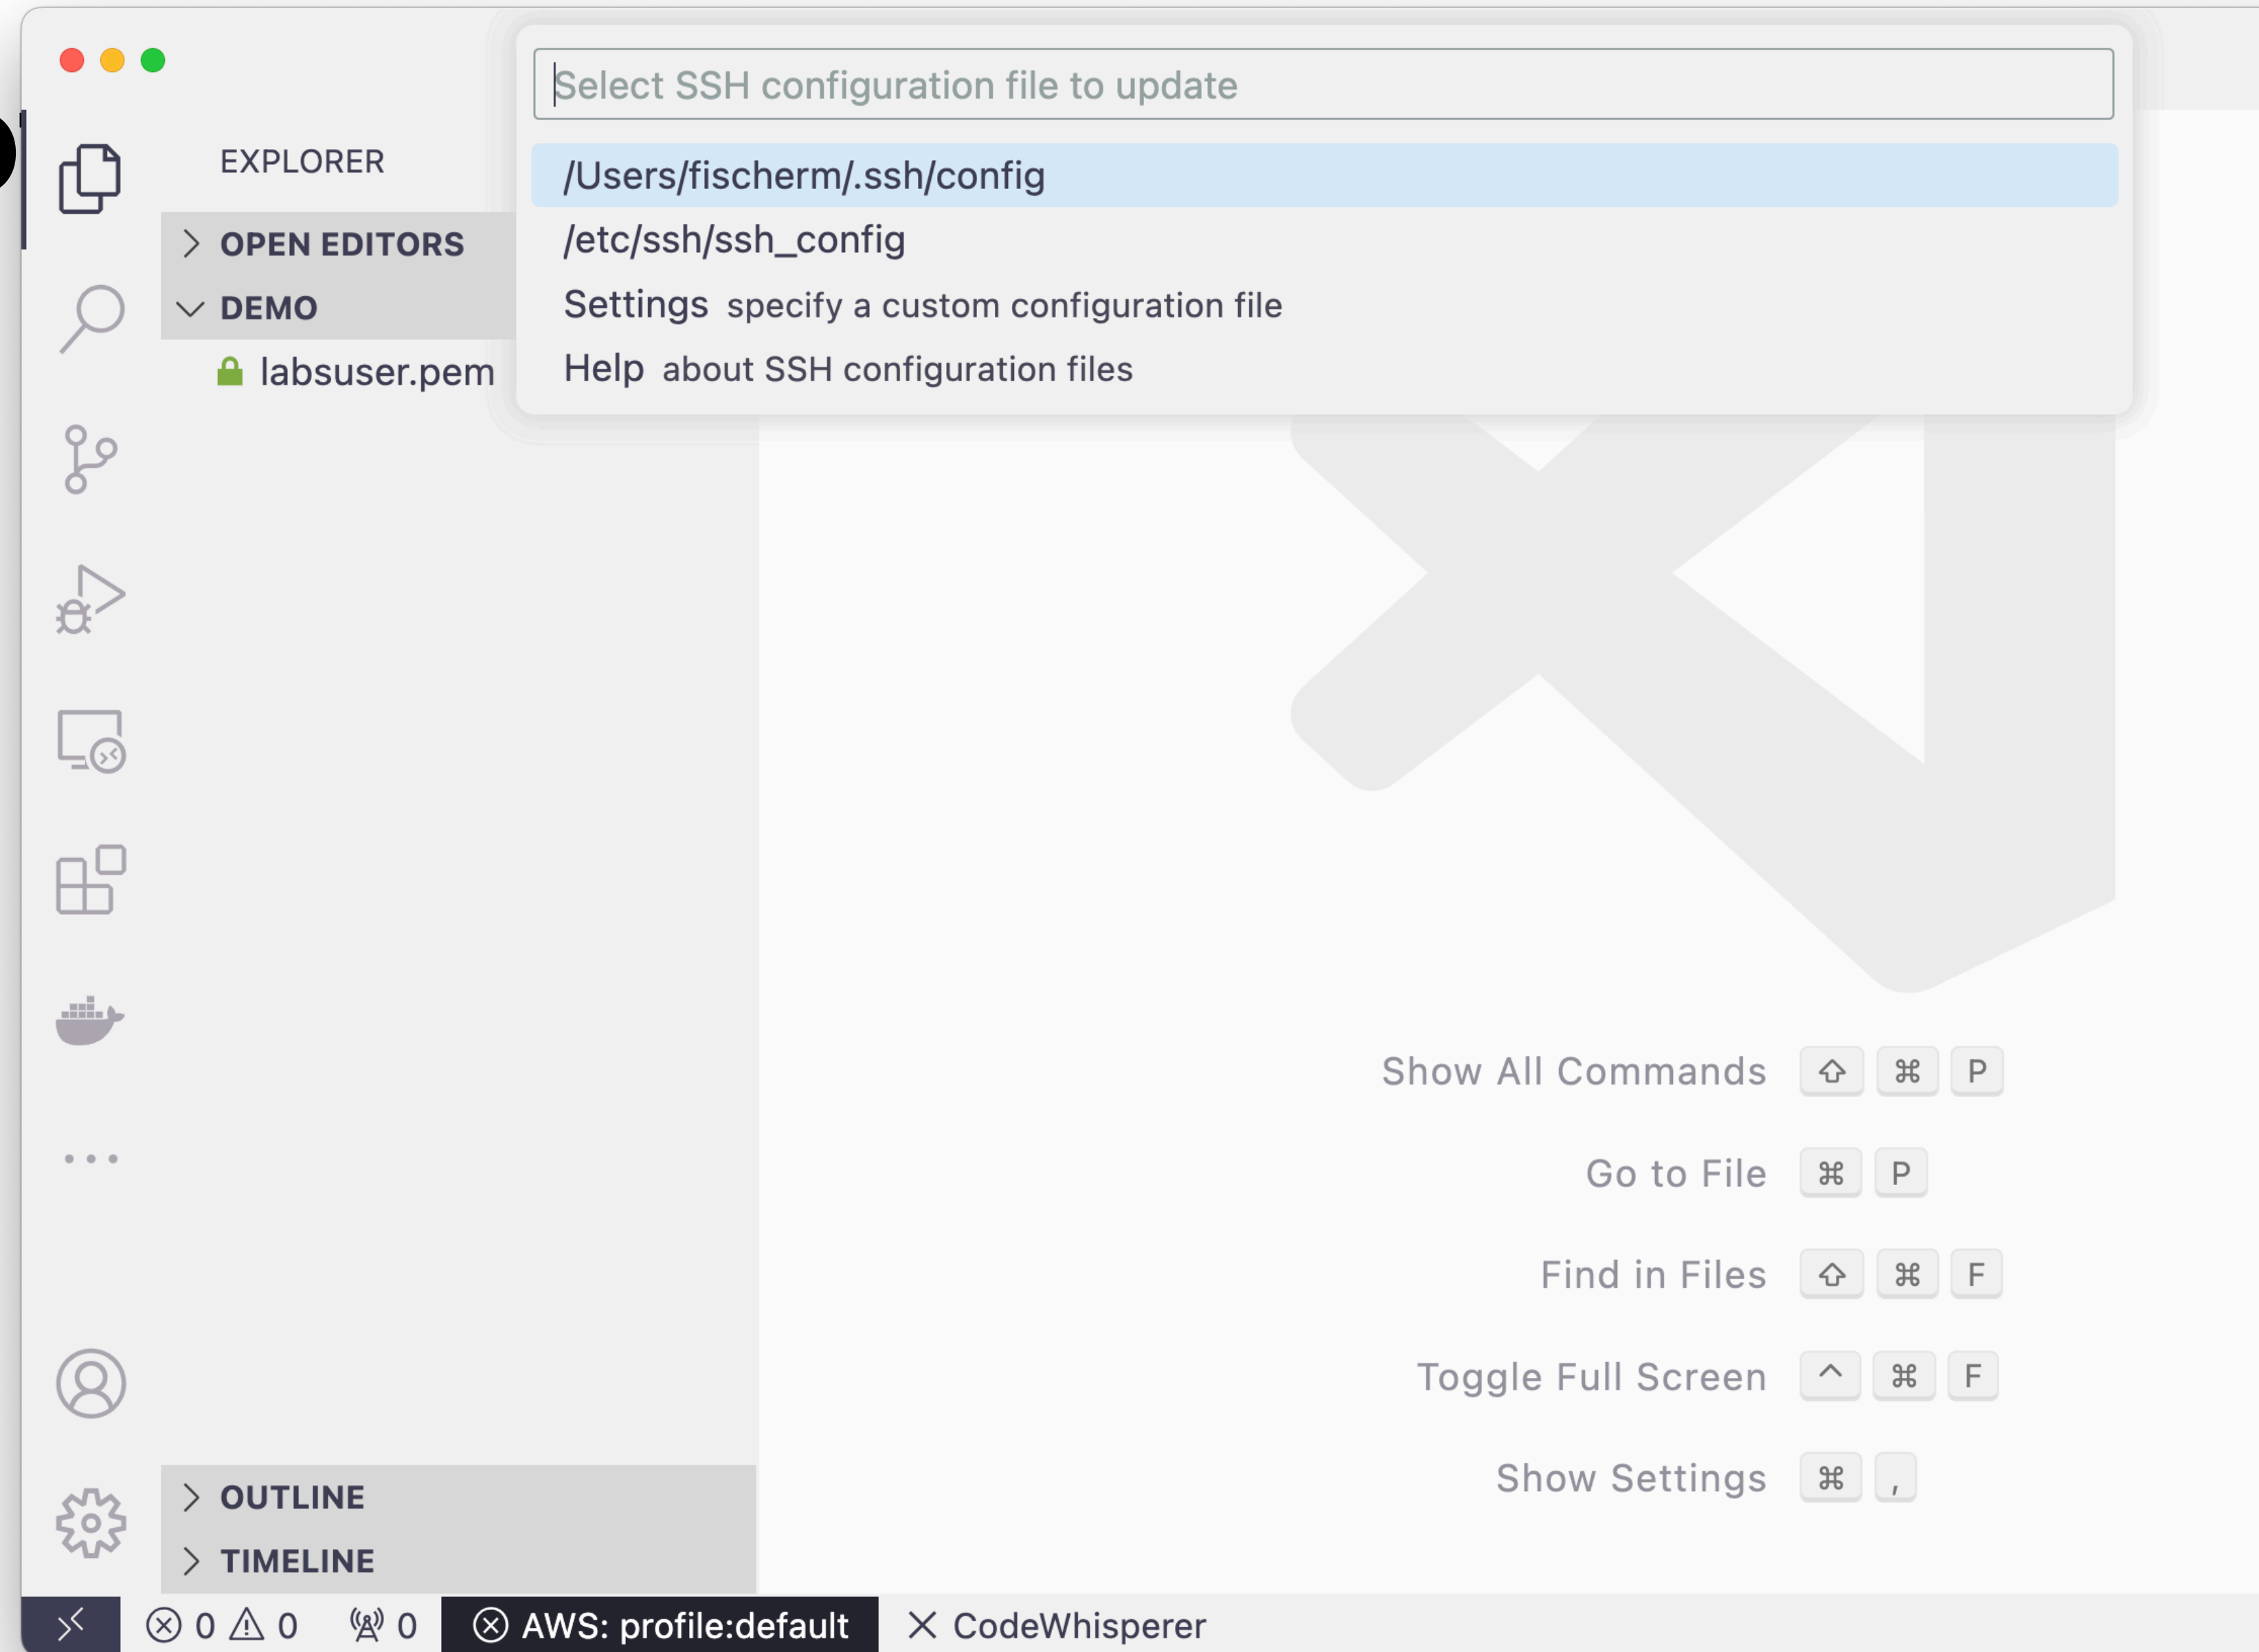 Select SSH configuration file to update
/Users/fischerm/.ssh/config
/etc/ssh/ssh_config
Settings specify a custom configuration file
Help about SSH configuration files
EXPLORER
OPEN EDITORS
DEMO
labsuser.pem
Show All Commands ⇧ ⌘ P
Go to File ⌘ P
Find in Files ⇧ ⌘ F
Toggle Full Screen ^ ⌘ F
Show Settings ⌘ ,
OUTLINE
TIMELINE
0 0 0 AWS: profile:default CodeWhisperer